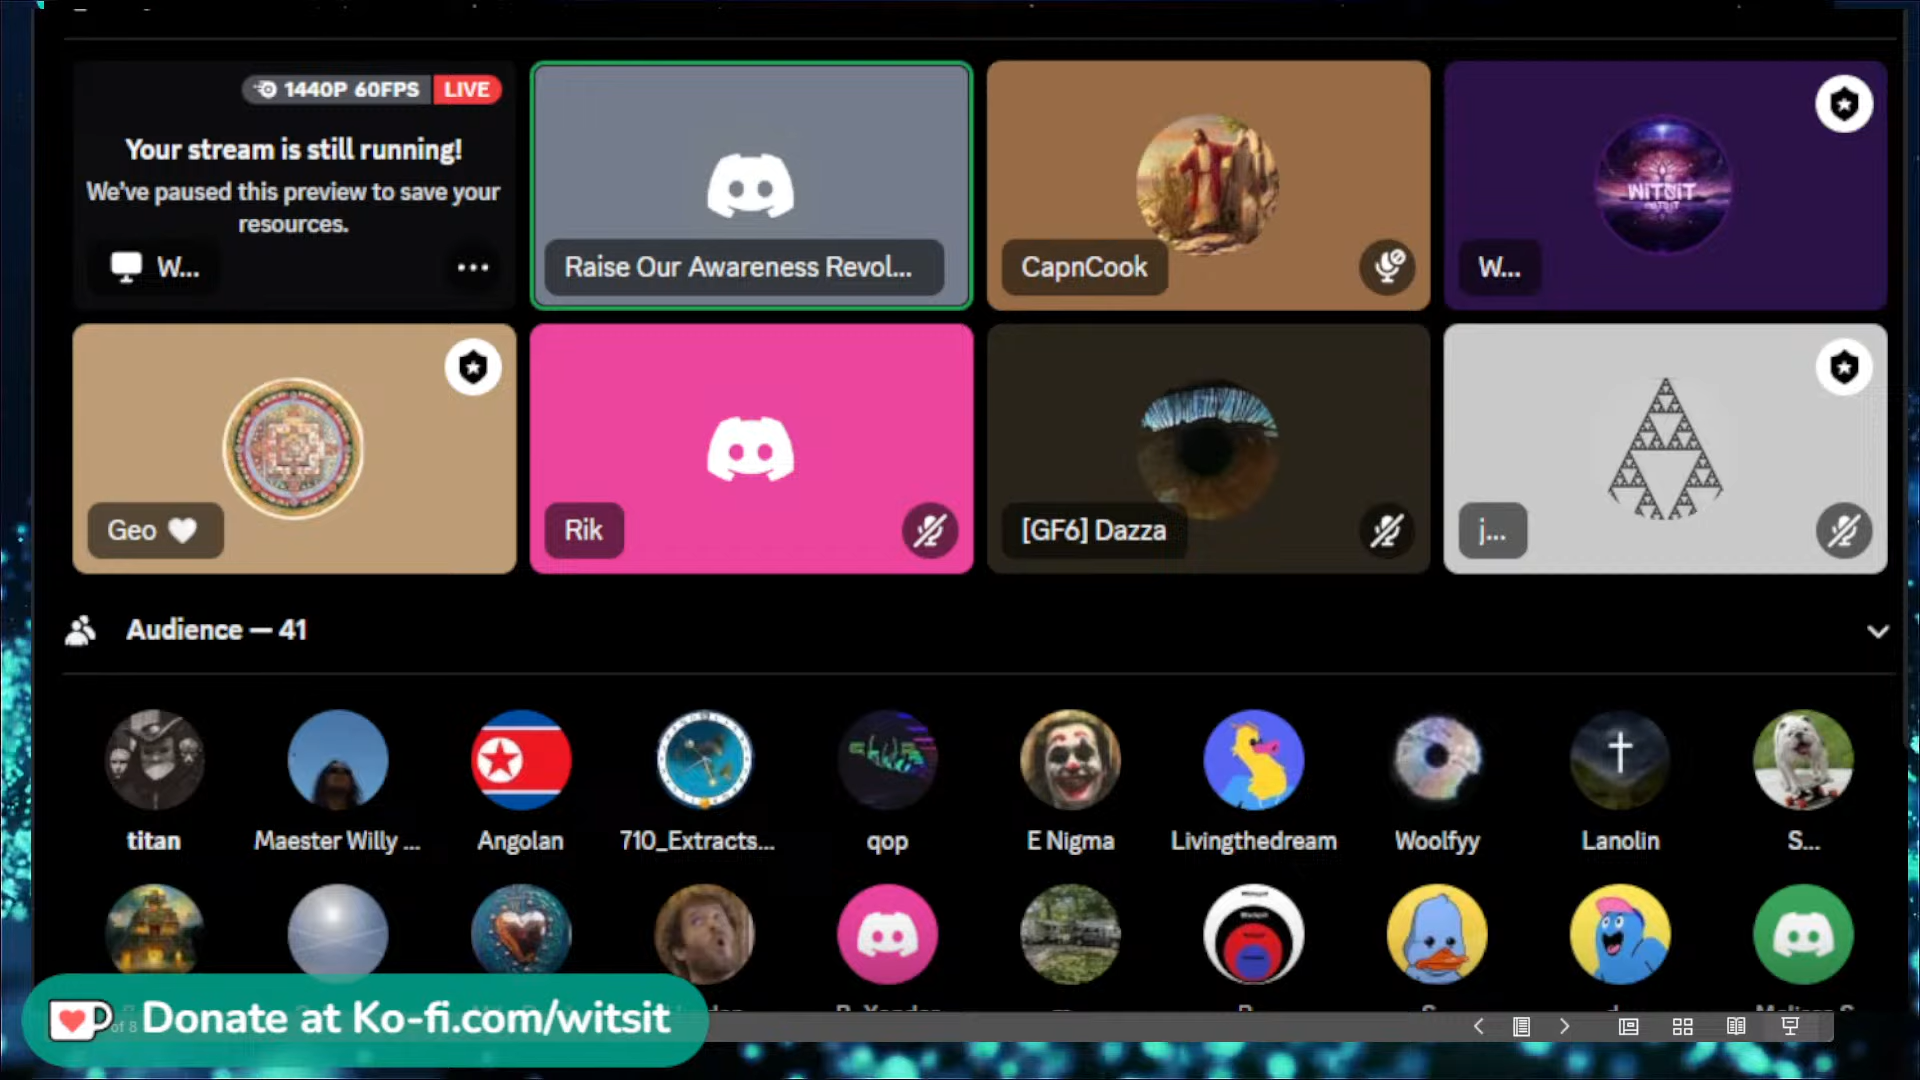 1440P 60FPS LIVE
Your stream is still running!
We've paused this preview to save your
resources.
W...
Raise Our Awareness Revol...
CapnCook
WiTSiT
W...
Geo
Rik
[GF6] Dazza
j...
Audience — 41
titan
Maester Willy ...
Angolan
710_Extracts...
qop
E Nigma
Livingthedream
Woolfyy
Lanolin
S...
Donate at Ko-fi.com/witsit
of 8